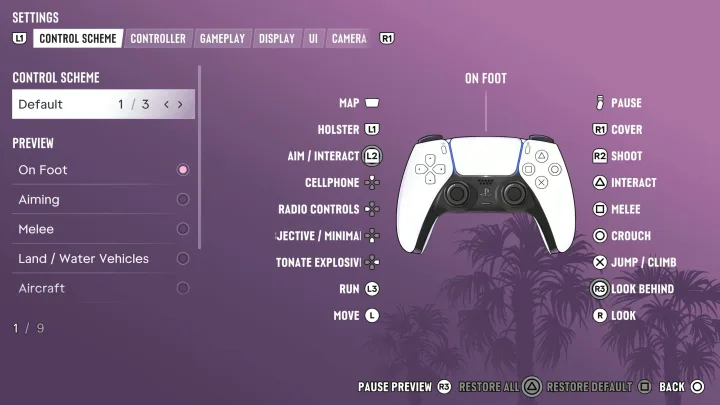 SETTINGS
L1 CONTROL SCHEME CONTROLLER GAMEPLAY DISPLAY UI CAMERA R1
CONTROL SCHEME
Default 1 / 3 < >
PREVIEW
On Foot
Aiming
Melee
Land / Water Vehicles
Aircraft
1 / 9
ON FOOT
MAP
HOLSTER L1
AIM / INTERACT L2
CELLPHONE
RADIO CONTROLS
JECTIVE / MINIMA
TONATE EXPLOSIV
RUN L3
MOVE L
PAUSE
R1 COVER
R2 SHOOT
INTERACT
MELEE
CROUCH
JUMP / CLIMB
R3 LOOK BEHIND
R LOOK
PAUSE PREVIEW R3 RESTORE ALL RESTORE DEFAULT BACK